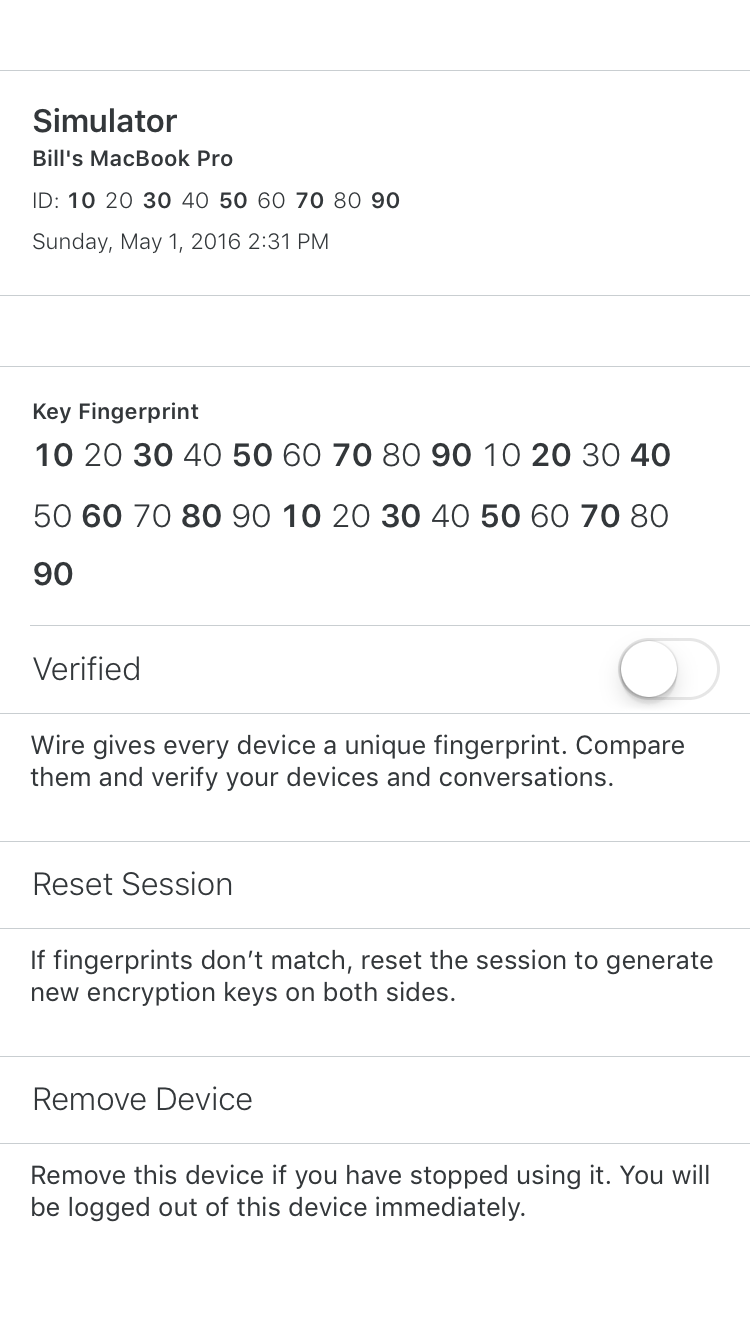 Simulator
Bill's MacBook Pro
ID: 10 20 30 40 50 60 70 80 90
Sunday, May 1, 2016 2:31 PM
Key Fingerprint
10 20 30 40 50 60 70 80 90 10 20 30 40
50 60 70 80 90 10 20 30 40 50 60 70 80
90
Verified
Wire gives every device a unique fingerprint. Compare
them and verify your devices and conversations.
Reset Session
If fingerprints don’t match, reset the session to generate
new encryption keys on both sides.
Remove Device
Remove this device if you have stopped using it. You will
be logged out of this device immediately.